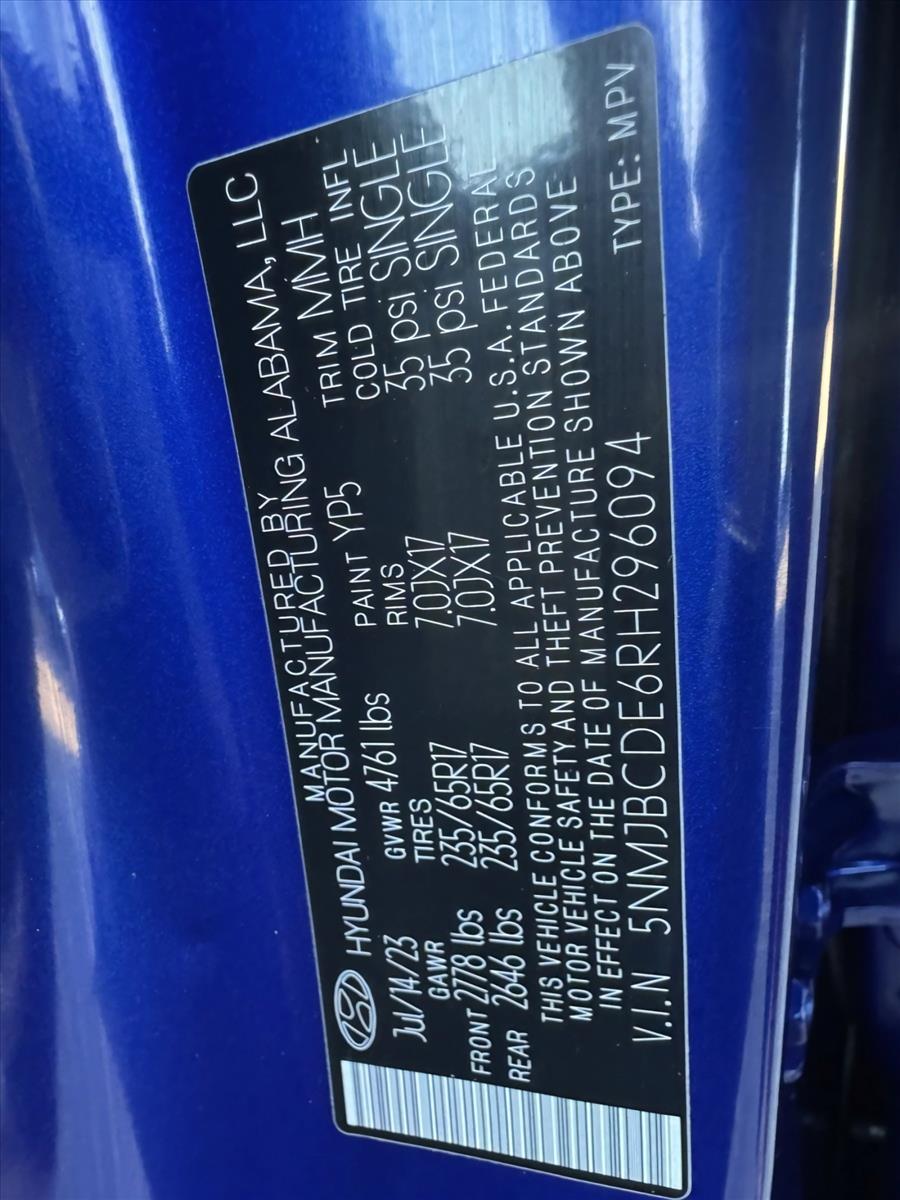 MANUFACTURED BY
HYUNDAI MOTOR MANUFACTURING ALABAMA, LLC
Jul/14/23 GVWR 4761 lbs PAINT YP5 TRIM MMH
GAWR TIRES RIMS COLD TIRE INFL
FRONT 2778 lbs 235/65R17 7.0JX17 35 psi SINGLE
REAR 2646 lbs 235/65R17 7.0JX17 35 psi SINGLE
THIS VEHICLE CONFORMS TO ALL APPLICABLE U.S.A. FEDERAL
MOTOR VEHICLE SAFETY AND THEFT PREVENTION STANDARDS
IN EFFECT ON THE DATE OF MANUFACTURE SHOWN ABOVE
V.I.N 5NMJBCDE6RH296094 TYPE: MPV